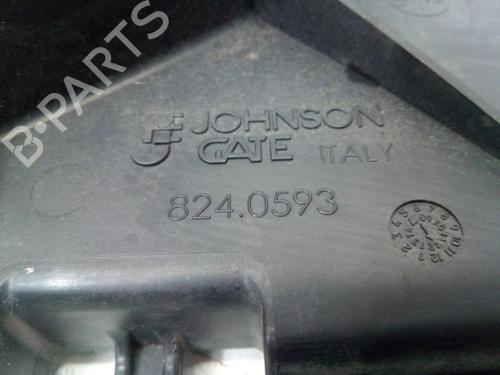 B-PARTS
JOHNSON
GATE ITALY
824.0593